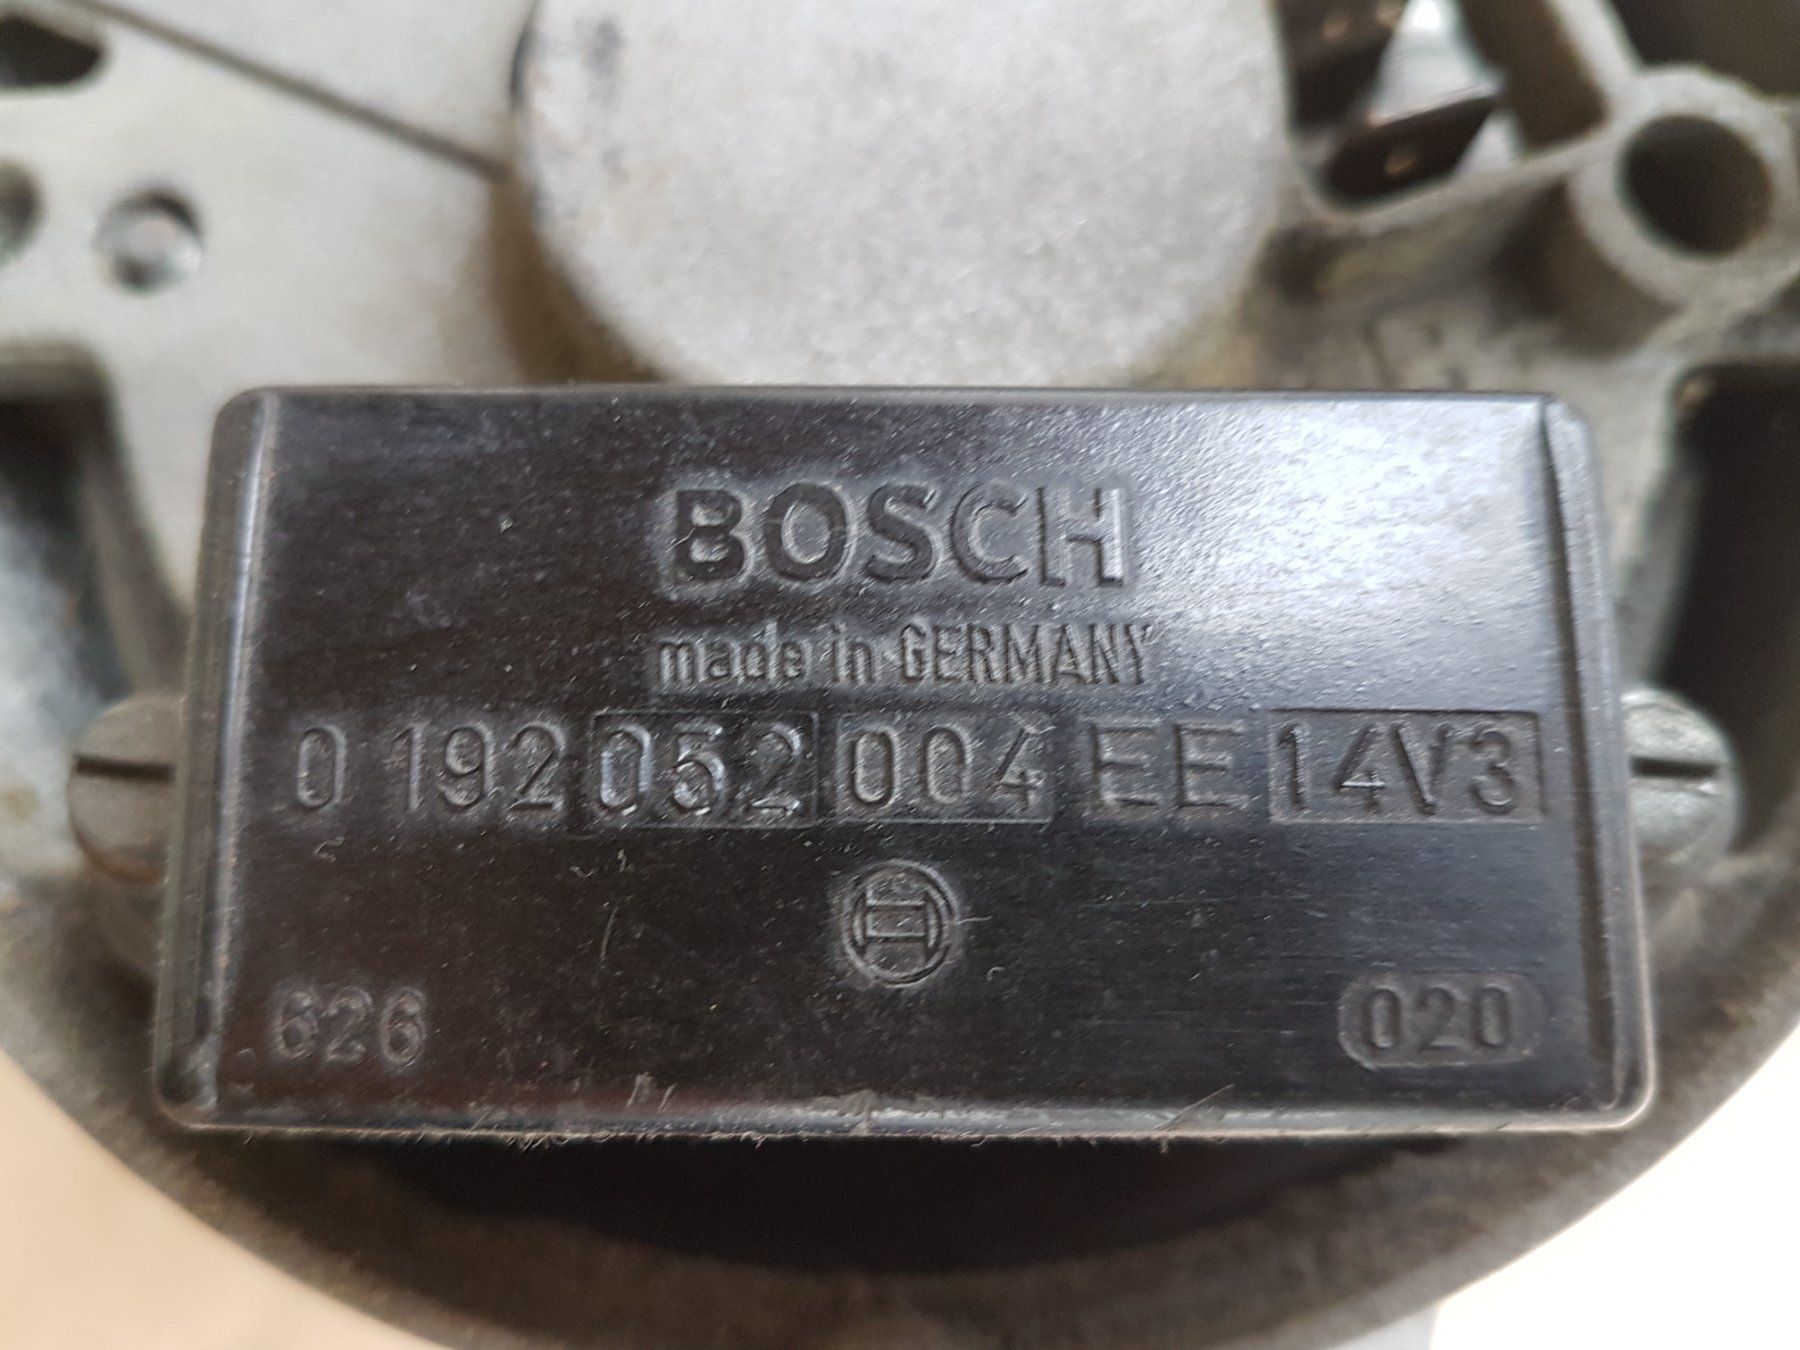 BOSCH
made in GERMANY
0 192 052 004 EE 14V3
626
020